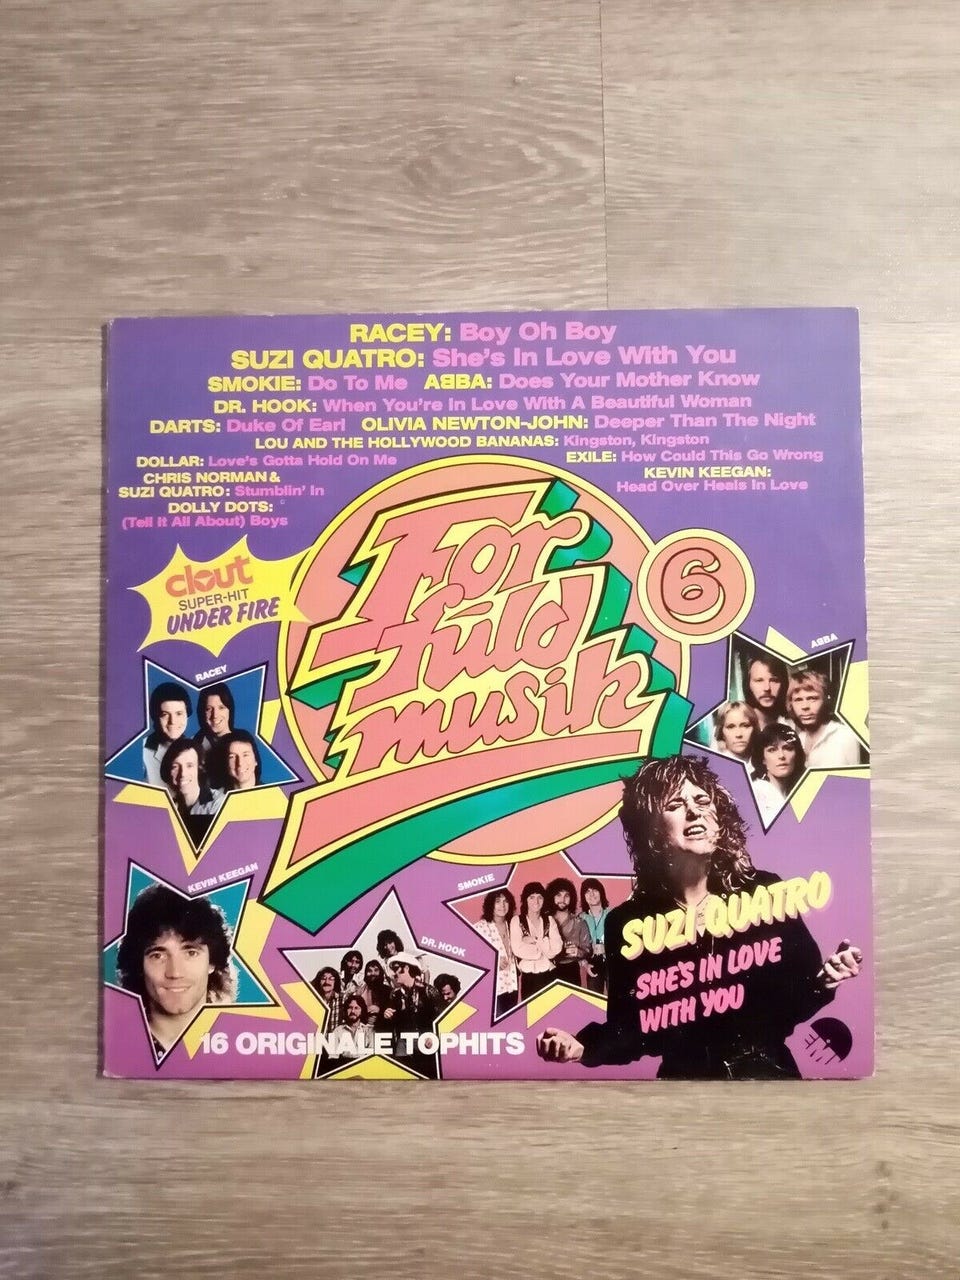 RACEY: Boy Oh Boy
SUZI QUATRO: She's In Love With You
SMOKIE: Do To Me ABBA: Does Your Mother Know
DR. HOOK: When You're In Love With A Beautiful Woman
DARTS: Duke Of Earl OLIVIA NEWTON-JOHN: Deeper Than The Night
LOU AND THE HOLLYWOOD BANANAS: Kingston, Kingston
DOLLAR: Love's Gotta Hold On Me
EXILE: How Could This Go Wrong
CHRIS NORMAN &
SUZI QUATRO: Stumblin' In
KEVIN KEEGAN:
Head Over Heals In Love
DOLLY DOTS:
(Tell It All About) Boys
clout
SUPER-HIT
UNDER FIRE
For
fuld
musik
6
RACEY
ABBA
KEVIN KEEGAN
DR. HOOK
SMOKIE
SUZI QUATRO
SHE'S IN LOVE
WITH YOU
16 ORIGINALE TOPHITS
EMI